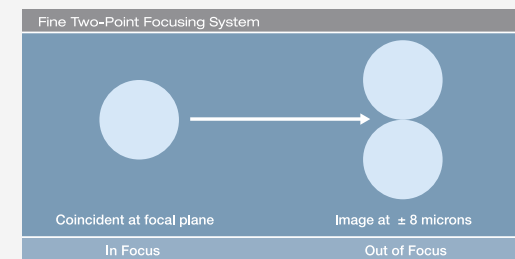 Fine Two-Point Focusing System
Coincident at focal plane
Image at ± 8 microns
In Focus
Out of Focus